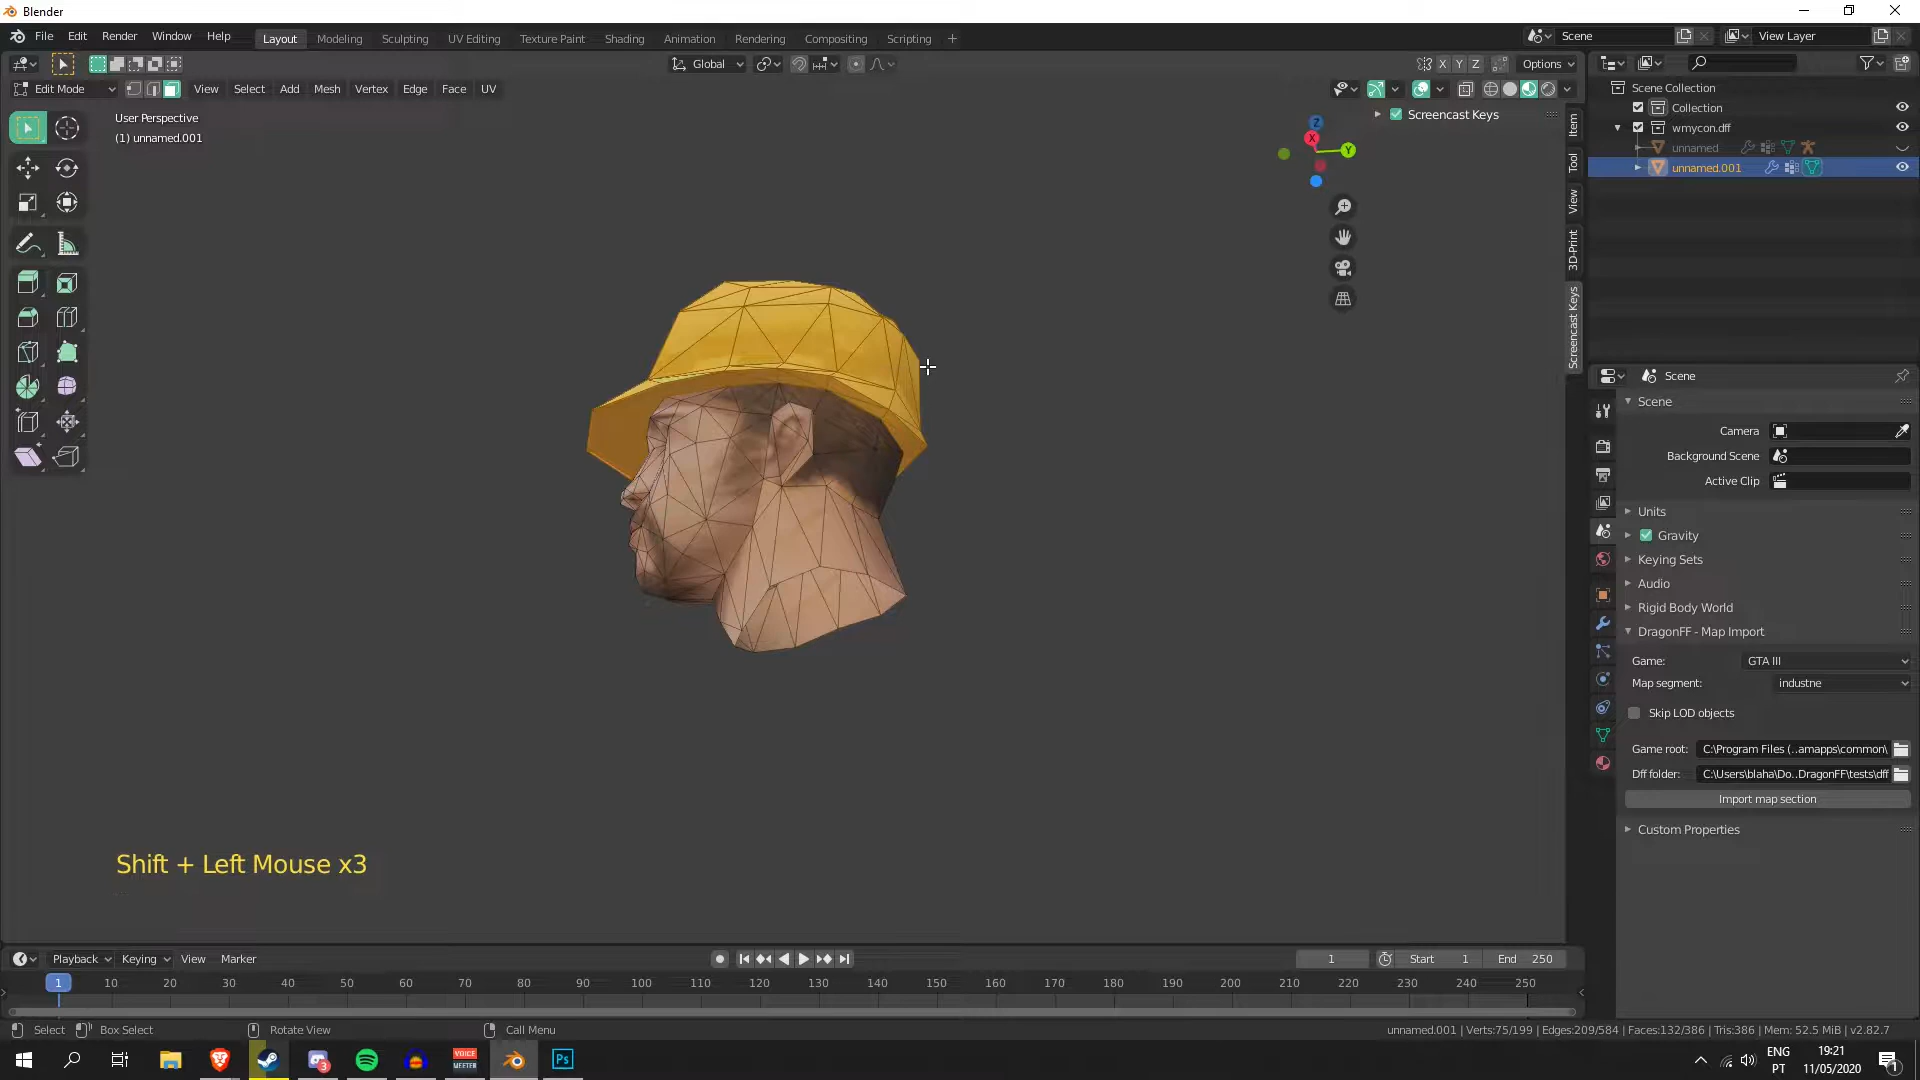 Blender
File Edit Render Window Help
Layout Modeling Sculpting UV Editing Texture Paint Shading Animation Rendering Compositing Scripting +
Scene
View Layer
Global
X Y Z
Options
Edit Mode
View Select Add Mesh Vertex Edge Face UV
User Perspective
(1) unnamed.001
Screencast Keys
Z
X
Y
Item
Tool
View
3D-Print
Screencast Keys
Scene Collection
Collection
wmycon.dff
unnamed
unnamed.001
Scene
Scene
Camera
Background Scene
Active Clip
Units
Gravity
Keying Sets
Audio
Rigid Body World
DragonFF - Map Import
Game: GTA III
Map segment: industne
Skip LOD objects
Game root: C:\Program Files (..amapps\common\
Dff folder: C:\Users\blaha\Do..DragonFF\tests\dff
Import map section
Custom Properties
Shift + Left Mouse x3
Playback Keying View Marker
1 Start 1 End 250
1 10 20 30 40 50 60 70 80 90 100 110 120 130 140 150 160 170 180 190 200 210 220 230 240 250
Select Box Select Rotate View Call Menu
unnamed.001 | Verts:75/199 | Edges:209/584 | Faces:132/386 | Tris:386 | Mem: 52.5 MiB | v2.82.7
3
VOICE
MEETER
Ps
ENG
PT
19:21
11/05/2020
1